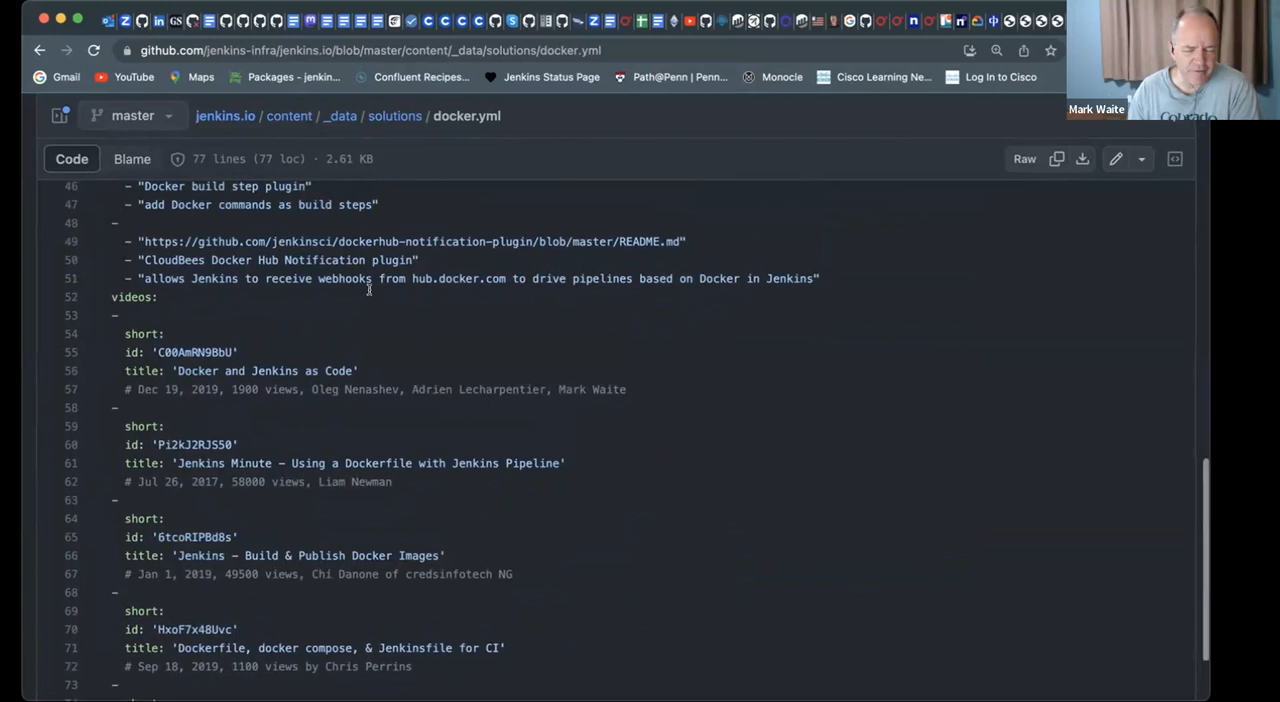 github.com/jenkins-infra/jenkins.io/blob/master/content/_data/solutions/docker.yml
Gmail YouTube Maps Packages - jenkin... Confluent Recipes... Jenkins Status Page Path@Penn | Penn... Monocle Cisco Learning Ne... Log In to Cisco
Mark Waite
master jenkins.io / content / _data / solutions / docker.yml
Code Blame 77 lines (77 loc) · 2.61 KB Raw
46 - "Docker build step plugin"
47 - "add Docker commands as build steps"
48 -
49 - "https://github.com/jenkinsci/dockerhub-notification-plugin/blob/master/README.md"
50 - "CloudBees Docker Hub Notification plugin"
51 - "allows Jenkins to receive webhooks from hub.docker.com to drive pipelines based on Docker in Jenkins"
52 videos:
53 -
54 short:
55 id: 'C00AmRN9BbU'
56 title: 'Docker and Jenkins as Code'
57 # Dec 19, 2019, 1900 views, Oleg Nenashev, Adrien Lecharpentier, Mark Waite
58 -
59 short:
60 id: 'Pi2kJ2RJS50'
61 title: 'Jenkins Minute - Using a Dockerfile with Jenkins Pipeline'
62 # Jul 26, 2017, 58000 views, Liam Newman
63 -
64 short:
65 id: '6tcoRIPBd8s'
66 title: 'Jenkins - Build & Publish Docker Images'
67 # Jan 1, 2019, 49500 views, Chi Danone of credsinfotech NG
68 -
69 short:
70 id: 'HxoF7x48Uvc'
71 title: 'Dockerfile, docker compose, & Jenkinsfile for CI'
72 # Sep 18, 2019, 1100 views by Chris Perrins
73 -